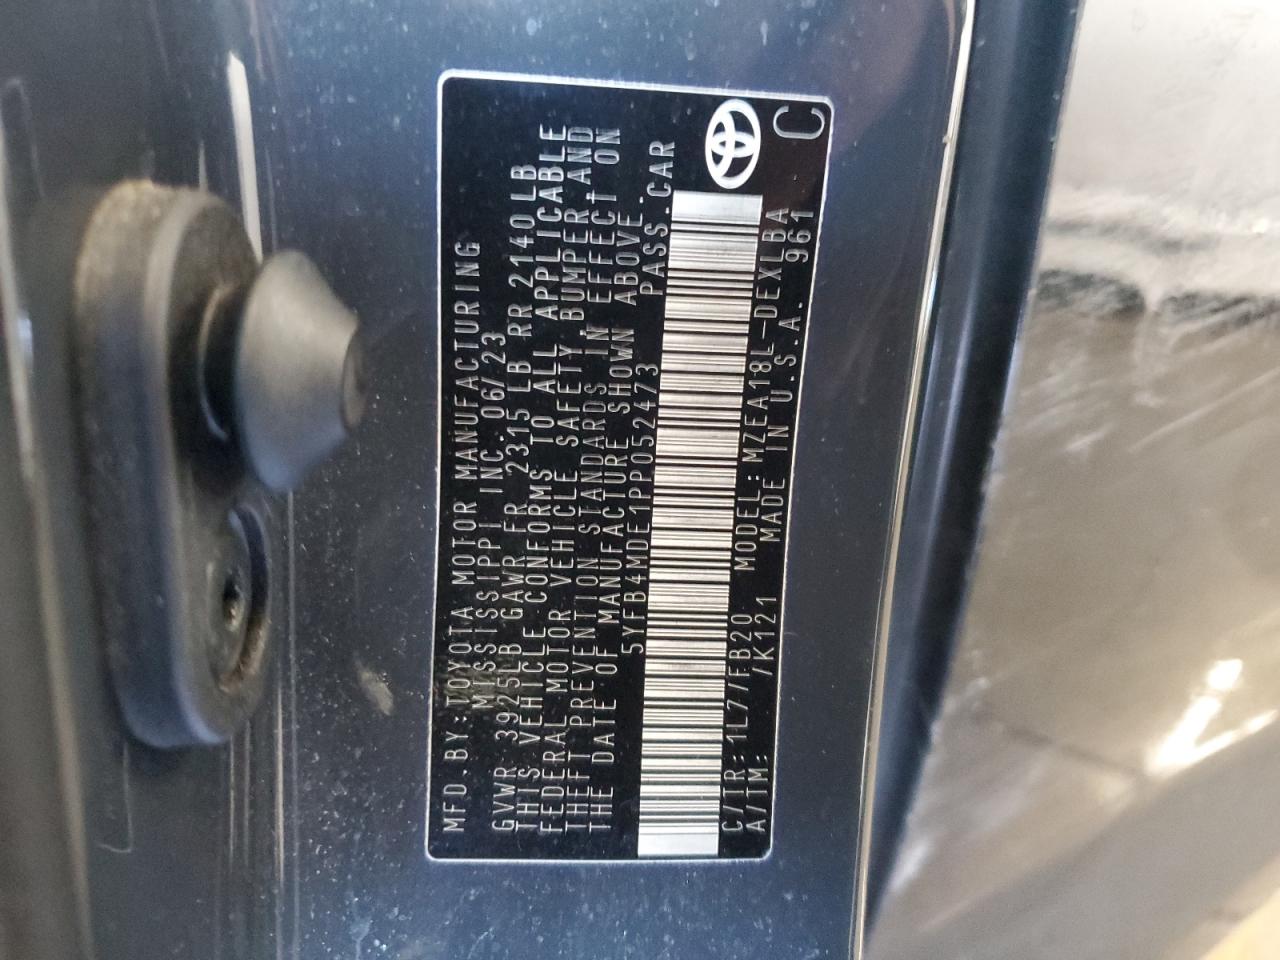 MFD.BY:TOYOTA MOTOR MANUFACTURING
MISSISSIPPI INC.06/23
GVWR 3925LB GAWR FR 2315 LB RR 2140LB
THIS VEHICLE CONFORMS TO ALL APPLICABLE
FEDERAL MOTOR VEHICLE SAFETY,BUMPER,AND
THEFT PREVENTION STANDARDS IN EFFECT ON
THE DATE OF MANUFACTURE SHOWN ABOVE.
5YFB4MDE1PP052473 PASS.CAR
C/TR:1L7/FB20 MODEL:MZEA18L-DEXLBA
A/TM: /K121 MADE IN U.S.A. 961
C